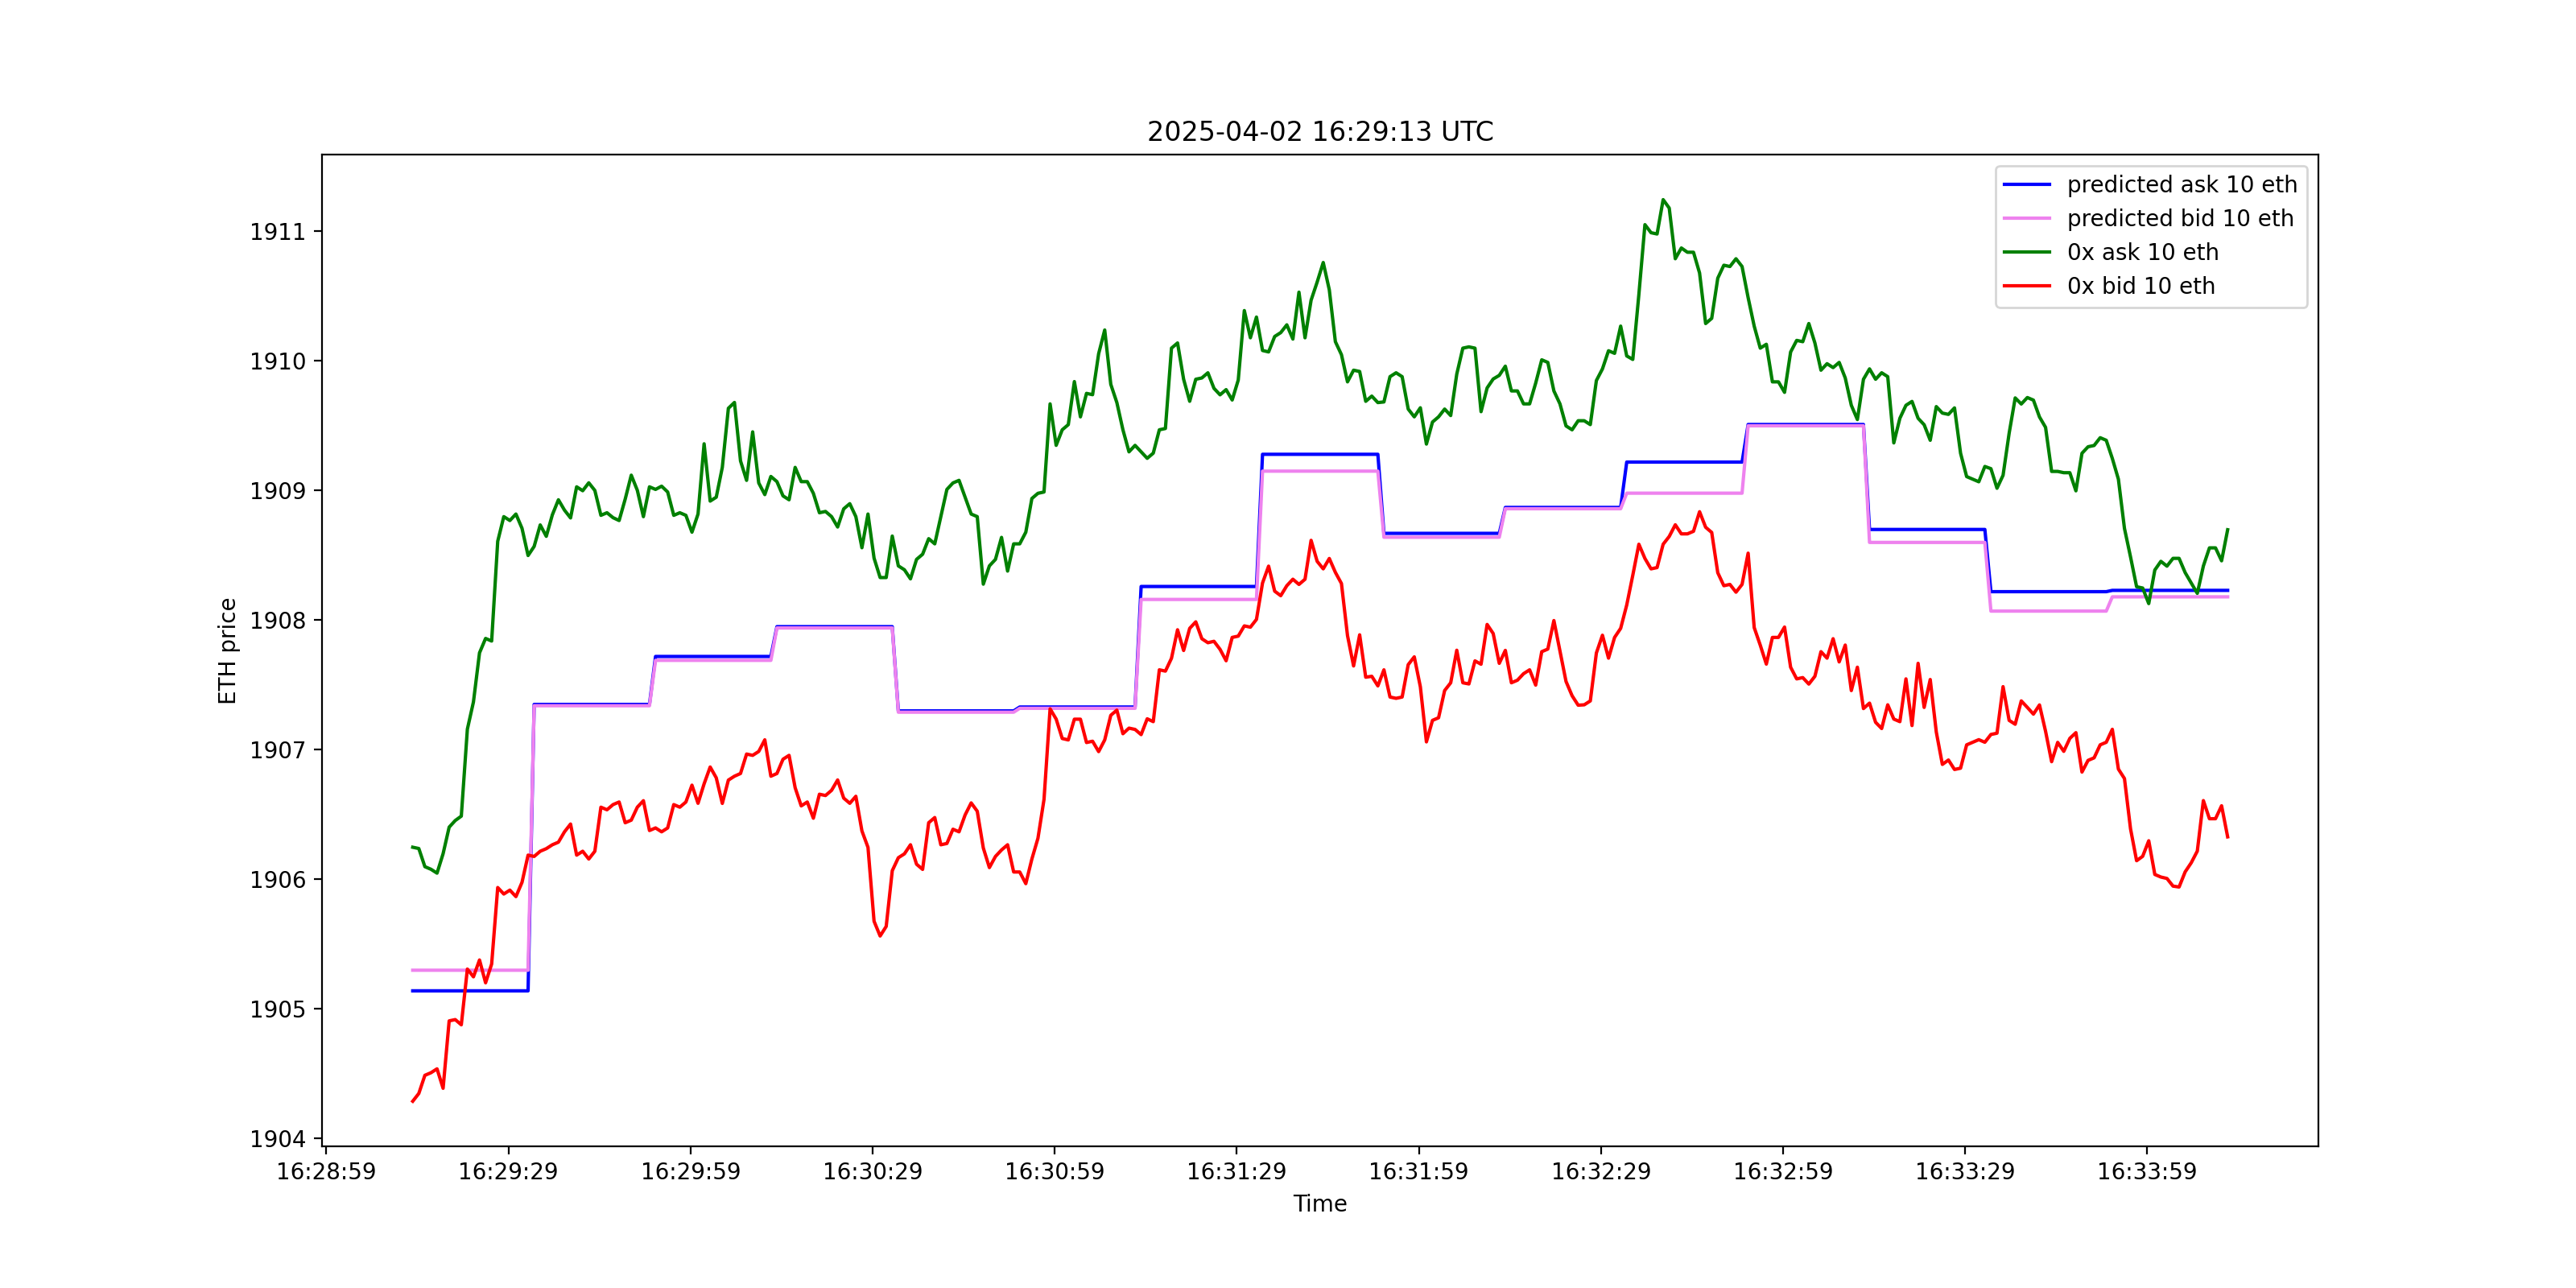 2025-04-02 16:29:13 UTC
predicted ask 10 eth
predicted bid 10 eth
0x ask 10 eth
0x bid 10 eth
ETH price
1911
1910
1909
1908
1907
1906
1905
1904
16:28:59 16:29:29 16:29:59 16:30:29 16:30:59 16:31:29 16:31:59 16:32:29 16:32:59 16:33:29 16:33:59
Time